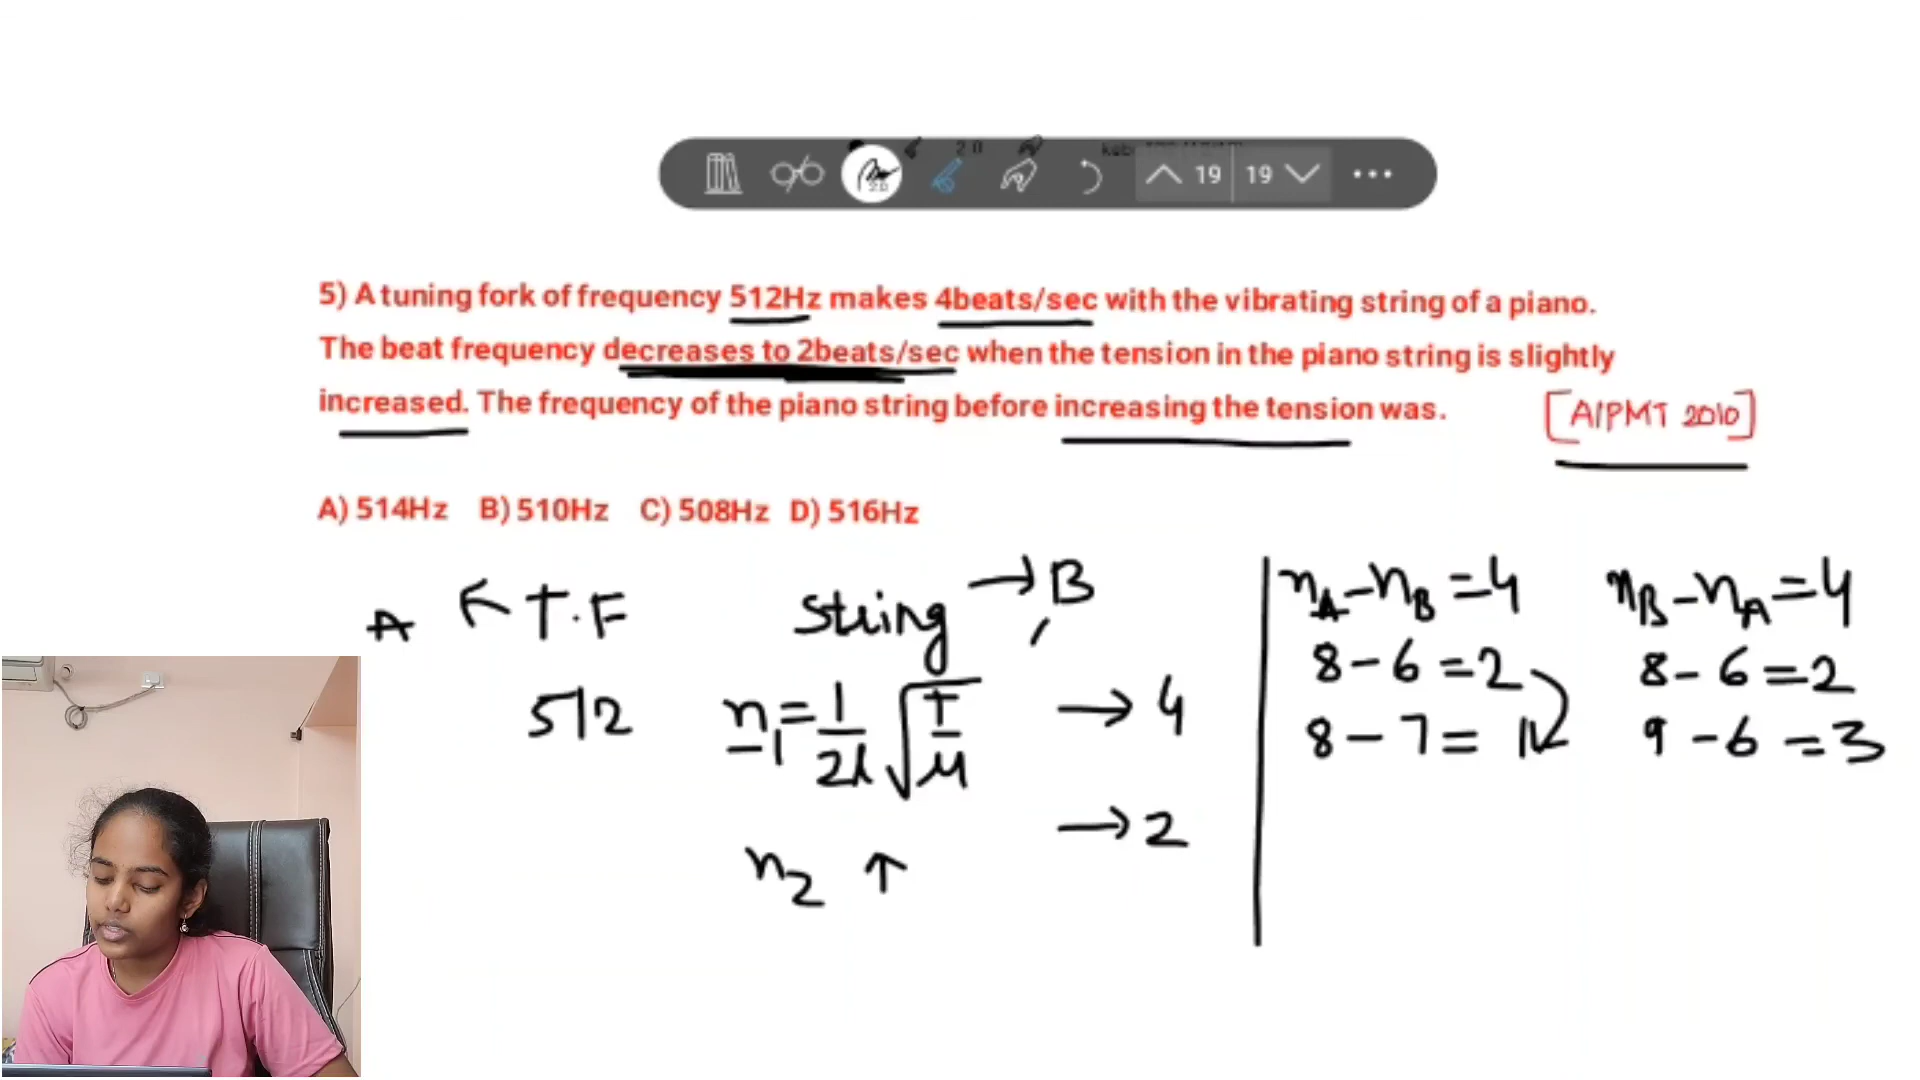 19 19
5) A tuning fork of frequency 512Hz makes 4beats/sec with the vibrating string of a piano.
The beat frequency decreases to 2beats/sec when the tension in the piano string is slightly
increased. The frequency of the piano string before increasing the tension was.
[AIPMT 2010]
A) 514Hz B) 510Hz C) 508Hz D) 516Hz
A ← T.F String → B
512 n₁ = 1/2l √T/μ → 4
n₂ ↑ → 2
nA - nB = 4
8 - 6 = 2
8 - 7 = 1
nB - nA = 4
8 - 6 = 2
9 - 6 = 3